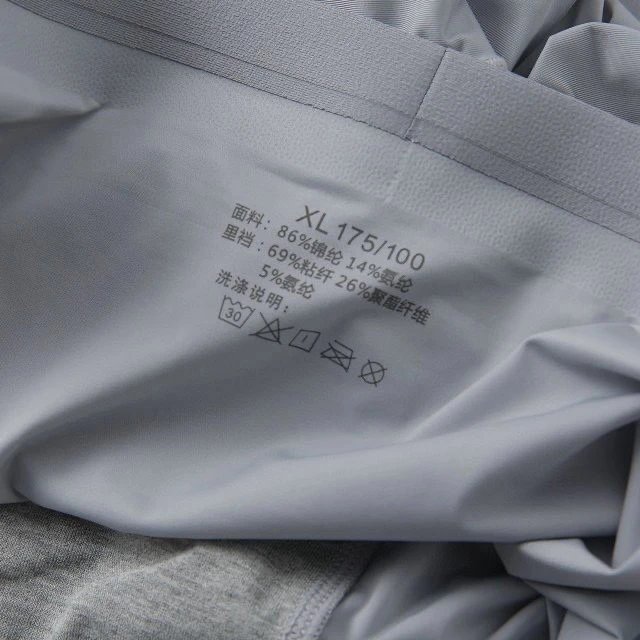 XL 175/100
面料: 86%锦纶 14%氨纶
里裆: 69%粘纤 26%聚酯纤维
5%氨纶
洗涤说明:
30